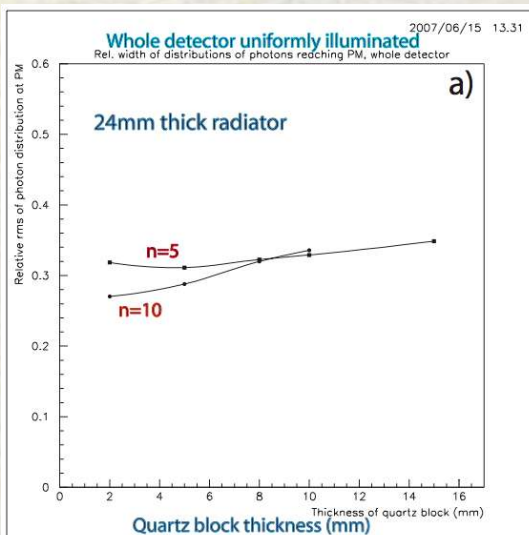 2007/06/15 13.31
Whole detector uniformly illuminated
Rel. width of distributions of photons reaching PM, whole detector
a)
24mm thick radiator
Relative rms of photon distribution at PM
0.6
0.5
0.4
0.3
0.2
0.1
0
n=5
n=10
0 2 4 6 8 10 12 14 16
Thickness of quartz block (mm)
Quartz block thickness (mm)